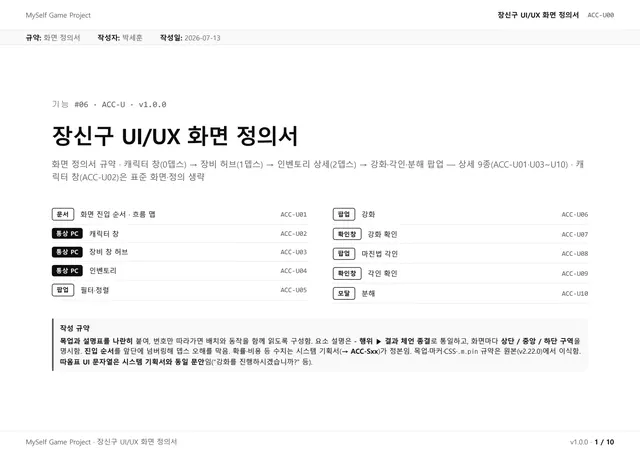 MySelf Game Project
장신구 UI/UX 화면 정의서 ACC-U00
규약: 화면 정의서 작성자: 박세훈 작성일: 2026-07-13
기능 #06 · ACC-U · v1.0.0
장신구 UI/UX 화면 정의서
화면 정의서 규약 · 캐릭터 창(0뎁스) → 장비 허브(1뎁스) → 인벤토리 상세(2뎁스) → 강화·각인·분해 팝업 — 상세 9종(ACC-U01·U03~U10) · 캐
릭터 창(ACC-U02)은 표준 화면·정의 생략
문서 화면 진입 순서 · 흐름 맵 ACC-U01
통상 PC 캐릭터 창 ACC-U02
통상 PC 장비 창 허브 ACC-U03
통상 PC 인벤토리 ACC-U04
팝업 필터·정렬 ACC-U05
팝업 강화 ACC-U06
확인창 강화 확인 ACC-U07
팝업 마진법 각인 ACC-U08
확인창 각인 확인 ACC-U09
모달 분해 ACC-U10
작성 규약
목업과 설명표를 나란히 붙여, 번호만 따라가면 배치와 동작을 함께 읽도록 구성함. 요소 설명은 - 행위 ▶ 결과 체언 종결로 통일하고, 화면마다 상단 / 중앙 / 하단 구역을
명시함. 진입 순서를 앞단에 넘버링해 뎁스 오해를 막음. 확률·비용 등 수치는 시스템 기획서(→ ACC-Sxx)가 정본임. 목업·마커·CSS·.m.pin 규약은 원본(v2.22.0)에서 이식함.
따옴표 UI 문자열은 시스템 기획서와 동일 문안임("강화를 진행하시겠습니까?" 등).
MySelf Game Project · 장신구 UI/UX 화면 정의서
v1.0.0 · 1 / 10